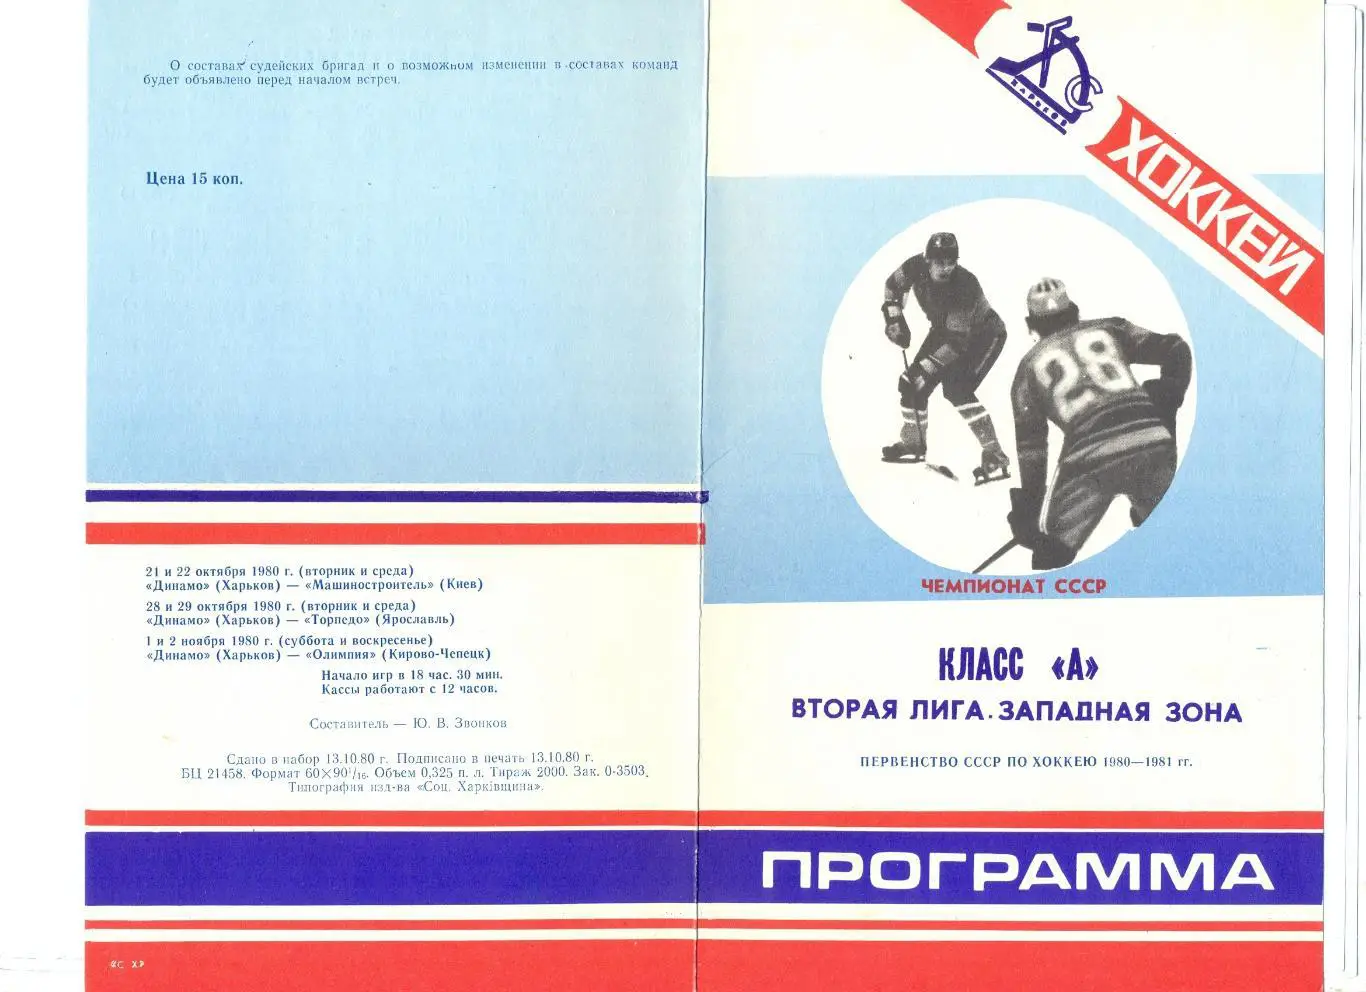 О составах судейских бригад и о возможном изменении в составах команд
будет объявлено перед началом встреч.
Цена 15 коп.
21 и 22 октября 1980 г. (вторник и среда)
«Динамо» (Харьков) — «Машиностроитель» (Киев)
28 и 29 октября 1980 г. (вторник и среда)
«Динамо» (Харьков) — «Торпедо» (Ярославль)
1 и 2 ноября 1980 г. (суббота и воскресенье)
«Динамо» (Харьков) — «Олимпия» (Кирово-Чепецк)
Начало игр в 18 час. 30 мин.
Кассы работают с 12 часов.
Составитель — Ю. В. Звонков
Сдано в набор 13.10.80 г. Подписано в печать 13.10.80 г.
БЦ 21458. Формат 60×90¹/₁₆. Объем 0,325 п. л. Тираж 2000. Зак. 0-3503.
Типография изд-ва «Соц. Харківщина».
ХАРЬКОВ
С
ХОККЕЙ
28
ЧЕМПИОНАТ СССР
КЛАСС «А»
ВТОРАЯ ЛИГА. ЗАПАДНАЯ ЗОНА
ПЕРВЕНСТВО СССР ПО ХОККЕЮ 1980—1981 гг.
ПРОГРАММА